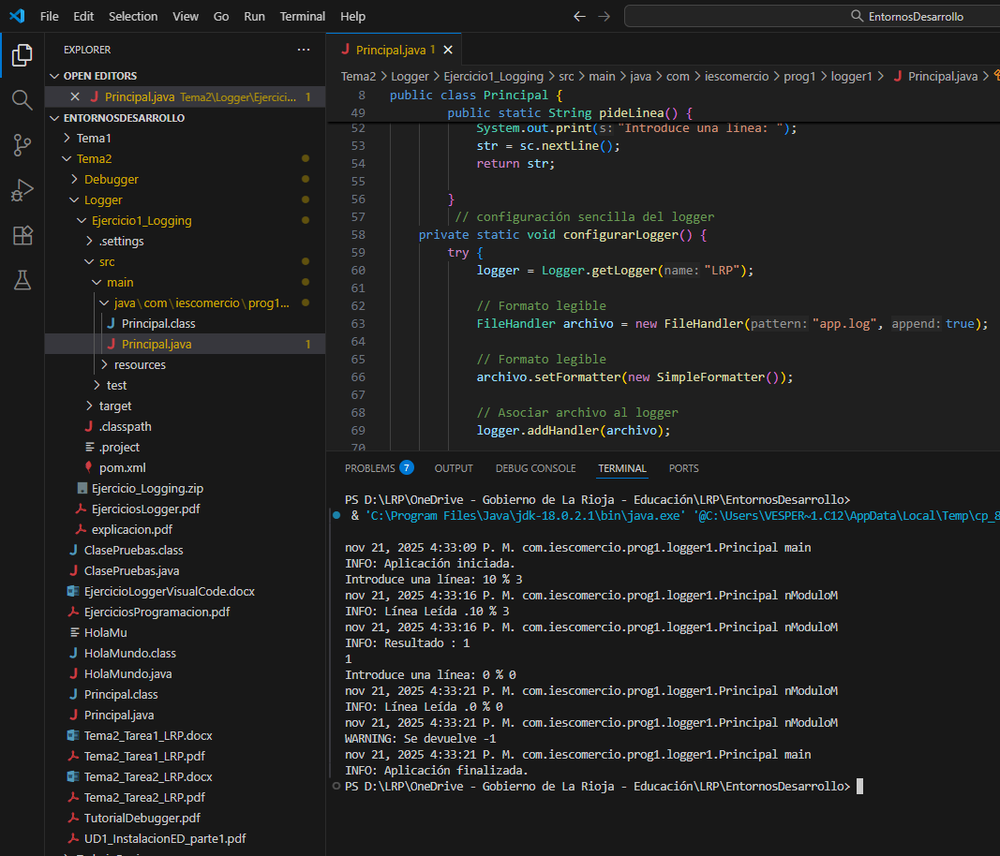 File Edit Selection View Go Run Terminal Help
EntornosDesarrollo
EXPLORER
OPEN EDITORS
Principal.java Tema2\Logger\Ejercici... 1
ENTORNOSDESARROLLO
Tema1
Tema2
Debugger
Logger
Ejercicio1_Logging
.settings
src
main
java\com\iescomercio\prog1...
Principal.class
Principal.java 1
resources
test
target
.classpath
.project
pom.xml
Ejercicio_Logging.zip
EjerciciosLogger.pdf
explicacion.pdf
ClasePruebas.class
ClasePruebas.java
EjercicioLoggerVisualCode.docx
EjerciciosProgramacion.pdf
HolaMu
HolaMundo.class
HolaMundo.java
Principal.class
Principal.java
Tema2_Tarea1_LRP.docx
Tema2_Tarea1_LRP.pdf
Tema2_Tarea2_LRP.docx
Tema2_Tarea2_LRP.pdf
TutorialDebugger.pdf
UD1_InstalacionED_parte1.pdf
Principal.java 1
Tema2 > Logger > Ejercicio1_Logging > src > main > java > com > iescomercio > prog1 > logger1 > Principal.java >
8 public class Principal {
49 public static String pideLinea() {
52 System.out.print(s: "Introduce una línea: ");
53 str = sc.nextLine();
54 return str;
55
56 }
57 // configuración sencilla del logger
58 private static void configurarLogger() {
59 try {
60 logger = Logger.getLogger(name: "LRP");
61
62 // Formato legible
63 FileHandler archivo = new FileHandler(pattern: "app.log", append: true);
64
65 // Formato legible
66 archivo.setFormatter(new SimpleFormatter());
67
68 // Asociar archivo al logger
69 logger.addHandler(archivo);
70
PROBLEMS 7 OUTPUT DEBUG CONSOLE TERMINAL PORTS
PS D:\LRP\OneDrive - Gobierno de La Rioja - Educación\LRP\EntornosDesarrollo>
& 'C:\Program Files\Java\jdk-18.0.2.1\bin\java.exe' '@C:\Users\VESPER~1.C12\AppData\Local\Temp\cp_8
nov 21, 2025 4:33:09 P. M. com.iescomercio.prog1.logger1.Principal main
INFO: Aplicación iniciada.
Introduce una línea: 10 % 3
nov 21, 2025 4:33:16 P. M. com.iescomercio.prog1.logger1.Principal nModuloM
INFO: Línea Leída .10 % 3
nov 21, 2025 4:33:16 P. M. com.iescomercio.prog1.logger1.Principal nModuloM
INFO: Resultado : 1
1
Introduce una línea: 0 % 0
nov 21, 2025 4:33:21 P. M. com.iescomercio.prog1.logger1.Principal nModuloM
INFO: Línea Leída .0 % 0
nov 21, 2025 4:33:21 P. M. com.iescomercio.prog1.logger1.Principal nModuloM
WARNING: Se devuelve -1
nov 21, 2025 4:33:21 P. M. com.iescomercio.prog1.logger1.Principal main
INFO: Aplicación finalizada.
PS D:\LRP\OneDrive - Gobierno de La Rioja - Educación\LRP\EntornosDesarrollo>